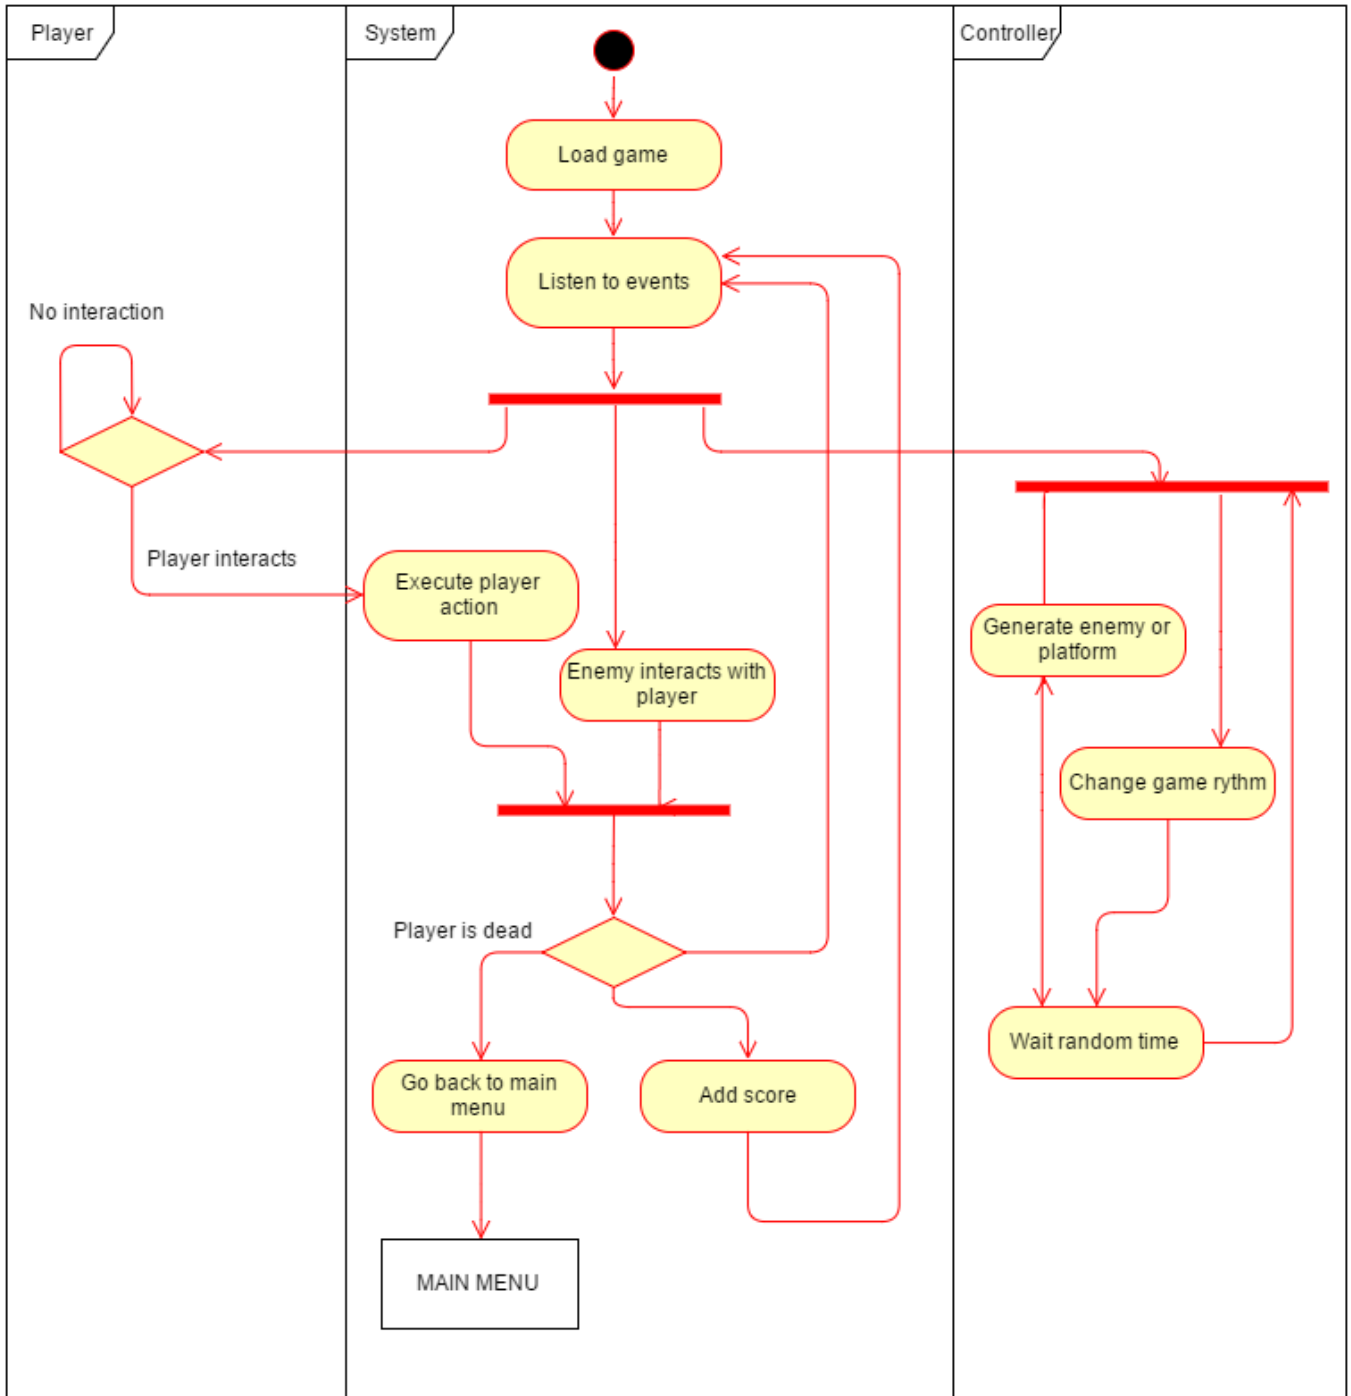 Player
System
Controller
Load game
Listen to events
No interaction
Player interacts
Execute player
action
Generate enemy or
platform
Enemy interacts with
player
Change game rythm
Player is dead
Wait random time
Go back to main
menu
Add score
MAIN MENU